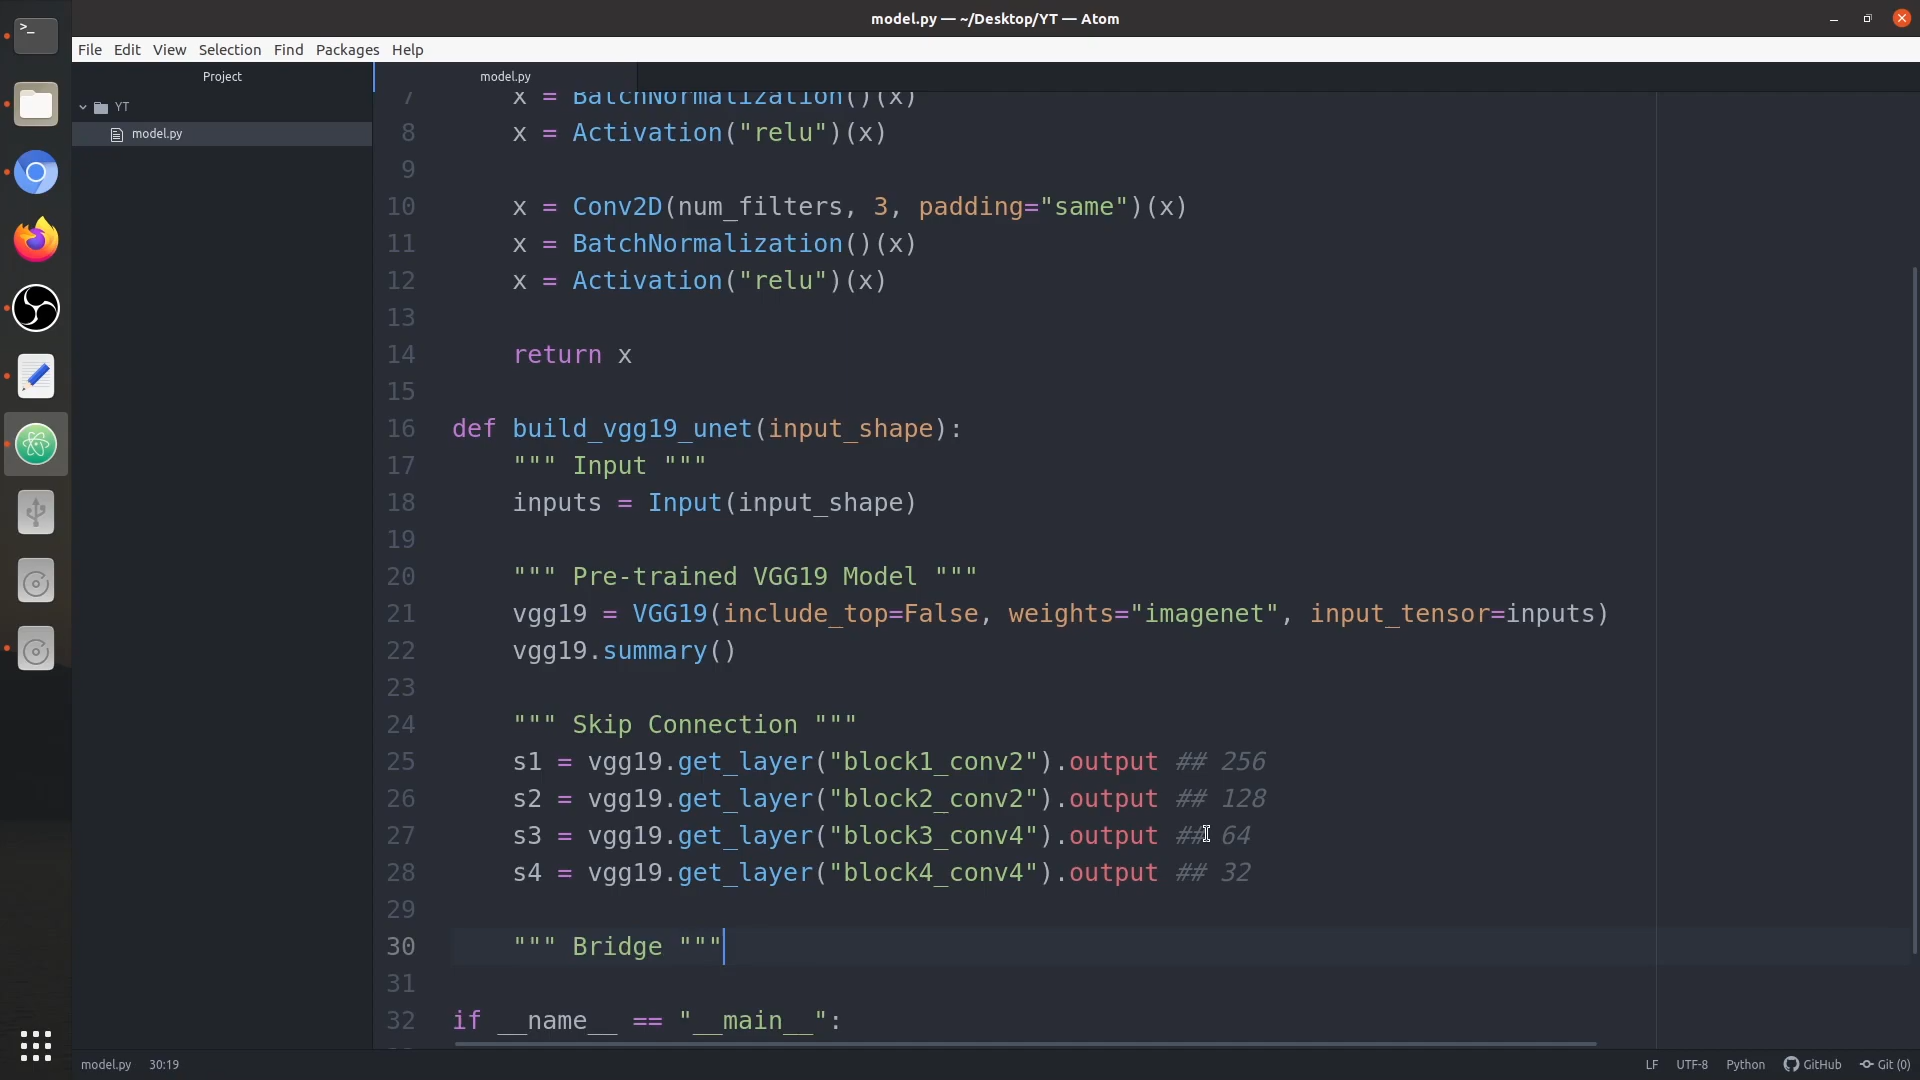 model.py — ~/Desktop/YT — Atom
File Edit View Selection Find Packages Help
Project
model.py
YT
model.py
7 x = BatchNormalization()(x)
8 x = Activation("relu")(x)
9
10 x = Conv2D(num_filters, 3, padding="same")(x)
11 x = BatchNormalization()(x)
12 x = Activation("relu")(x)
13
14 return x
15
16 def build_vgg19_unet(input_shape):
17 """ Input """
18 inputs = Input(input_shape)
19
20 """ Pre-trained VGG19 Model """
21 vgg19 = VGG19(include_top=False, weights="imagenet", input_tensor=inputs)
22 vgg19.summary()
23
24 """ Skip Connection """
25 s1 = vgg19.get_layer("block1_conv2").output ## 256
26 s2 = vgg19.get_layer("block2_conv2").output ## 128
27 s3 = vgg19.get_layer("block3_conv4").output ## 64
28 s4 = vgg19.get_layer("block4_conv4").output ## 32
29
30 """ Bridge """
31
32 if __name__ == "__main__":
model.py 30:19 LF UTF-8 Python GitHub Git (0)